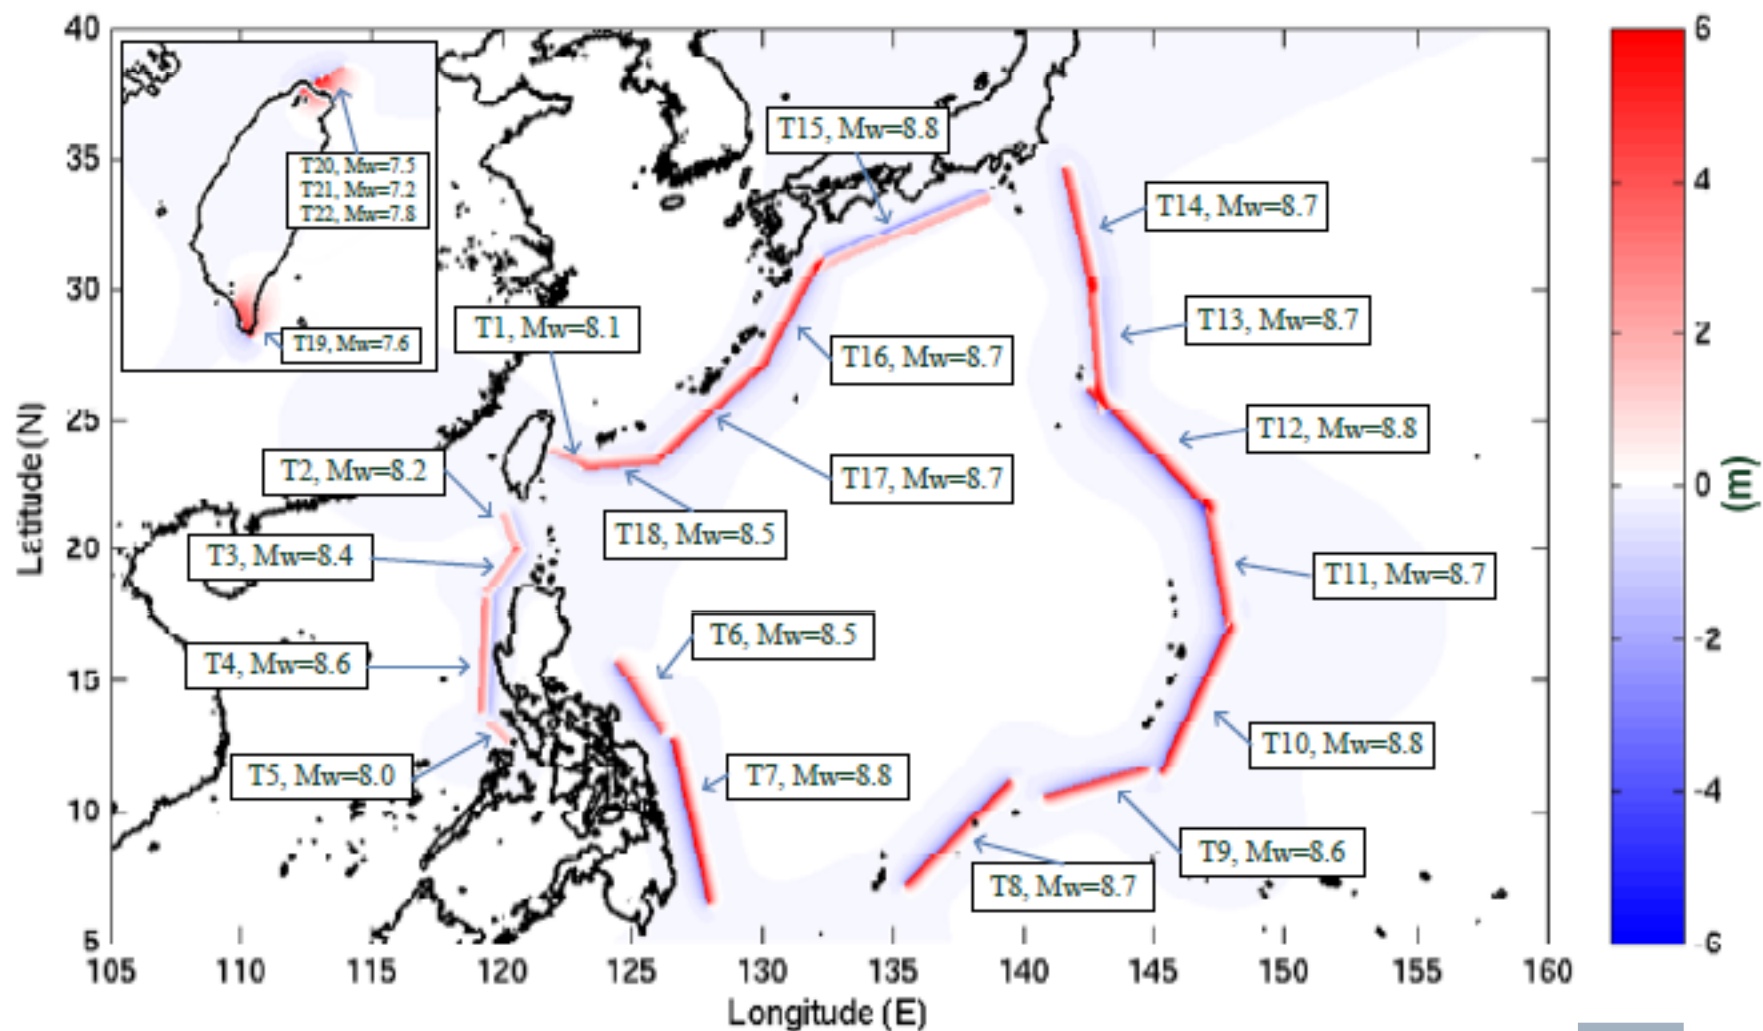 40
35
30
25
20
15
10
5
105
110
115
120
125
130
135
140
145
150
155
160
Latitude (N)
Longitude (E)
6
4
2
0
-2
-4
-6
(m)
T20, Mw=7.5
T21, Mw=7.2
T22, Mw=7.8
T19, Mw=7.6
T15, Mw=8.8
T14, Mw=8.7
T1, Mw=8.1
T13, Mw=8.7
T16, Mw=8.7
T12, Mw=8.8
T2, Mw=8.2
T17, Mw=8.7
T18, Mw=8.5
T3, Mw=8.4
T11, Mw=8.7
T6, Mw=8.5
T4, Mw=8.6
T10, Mw=8.8
T5, Mw=8.0
T7, Mw=8.8
T9, Mw=8.6
T8, Mw=8.7